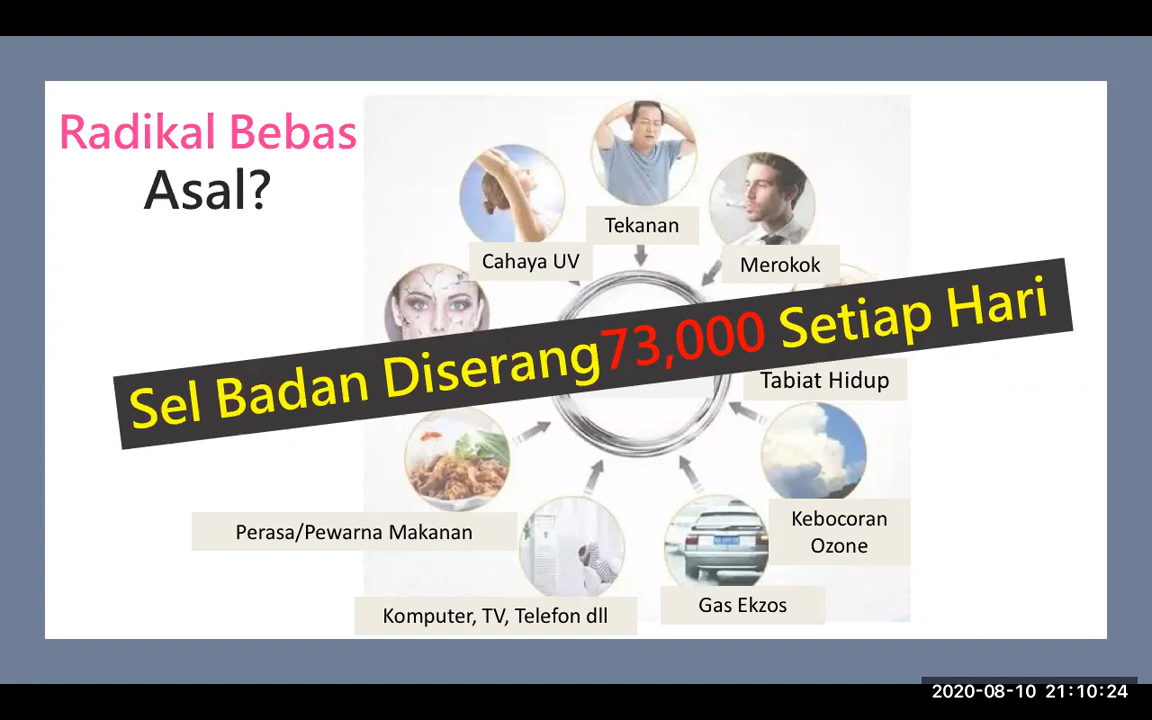 Radikal Bebas
Asal?
Tekanan
Cahaya UV
Merokok
Sel Badan Diserang73,000 Setiap Hari
Tabiat Hidup
Perasa/Pewarna Makanan
Kebocoran
Ozone
Komputer, TV, Telefon dll
Gas Ekzos
2020-08-10 21:10:24